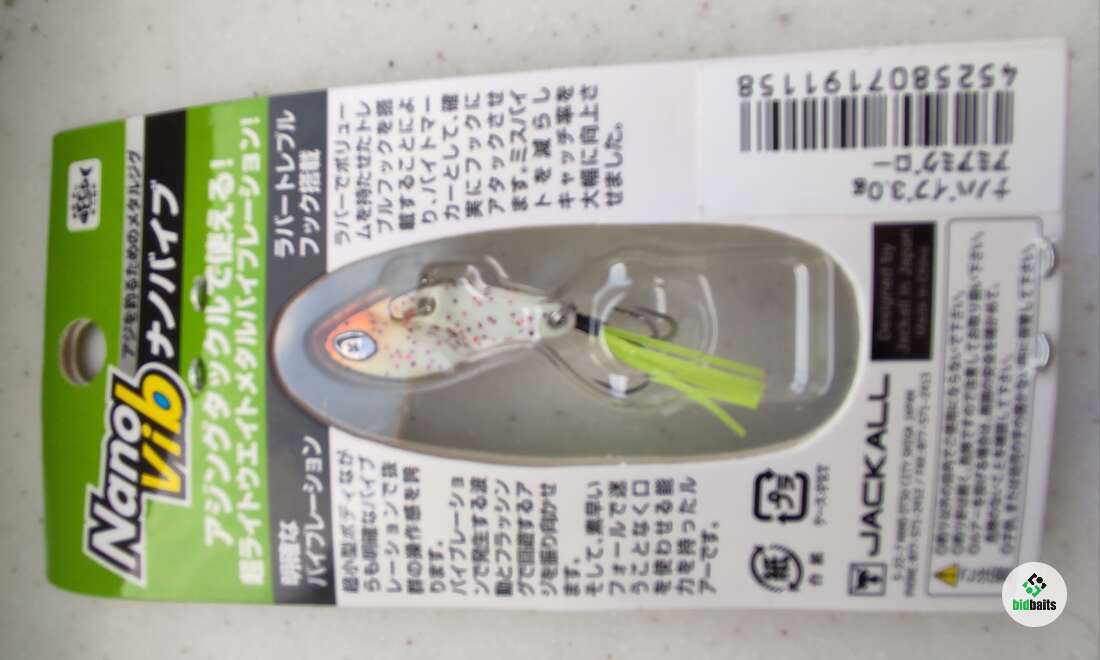 アジを釣るためのメタルジグ
Nano
Vib
ナノバイブ
アジングタックルで使える!
超ライトウエイトメタルバイブレーション!
明確な
バイブレーション
超小型ボディなが
らも明確なバイブ
レーションで抜
群の操作感を誇
ります。
バイブレーショ
ンで発生する波
動とフラッシン
グで回遊するア
ジを振り向かせ
ます。
そして、素早い
フォールで迷
うことなく口
を使わせる能
力を持ったル
アーです。
ラバートレブル
フック搭載
ラバーでボリュー
ムを持たせたトレ
ブルフックを搭
載することによ
り、バイトマー
カーとして、確
実にフックに
アタックさせ
ます。ミスバイ
トを減らし
キャッチ率を
大幅に向上さ
せました。
紙
台紙
プラ
ケース:PET
JACKALL
Designed by
Jackall in Japan
Made in China
ナノバイブ3.0g
4525807191158
bidbaits